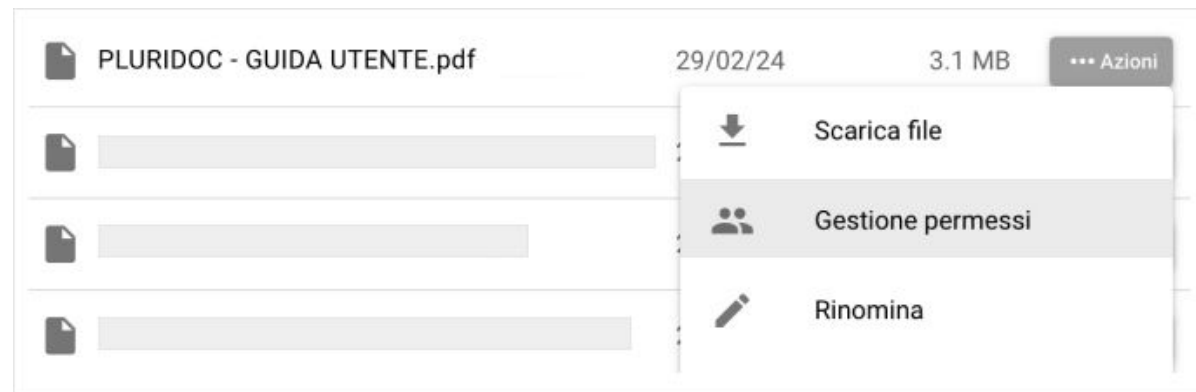 PLURIDOC - GUIDA UTENTE.pdf 29/02/24 3.1 MB ••• Azioni
Scarica file
Gestione permessi
Rinomina